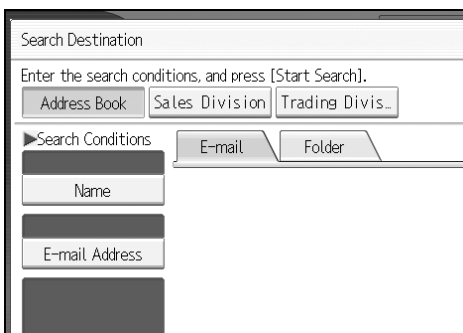 Search Destination
Enter the search conditions, and press [Start Search].
Address Book Sales Division Trading Divis...
▶Search Conditions E-mail Folder
Name
E-mail Address